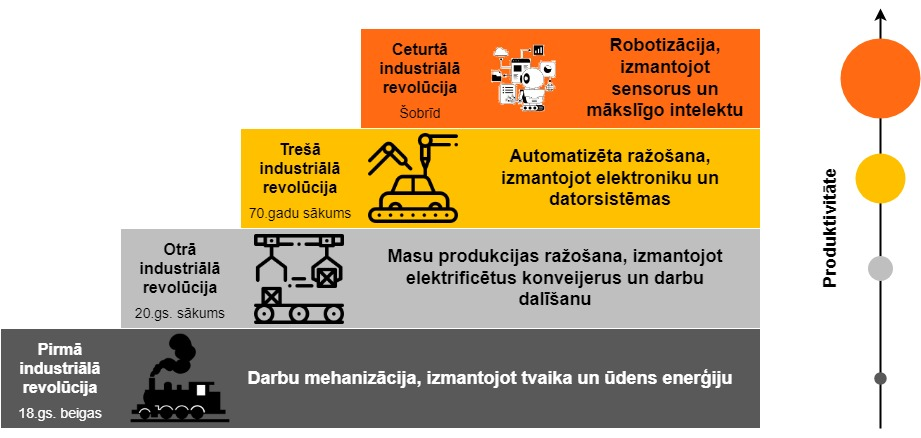 Ceturtā
industriālā
revolūcija
Šobrīd
Robotizācija,
izmantojot
sensorus un
mākslīgo intelektu
Trešā
industriālā
revolūcija
70.gadu sākums
Automatizēta ražošana,
izmantojot elektroniku un
datorsistēmas
Otrā
industriālā
revolūcija
20.gs. sākums
Masu produkcijas ražošana, izmantojot
elektrificētus konveijerus un darbu
dalīšanu
Pirmā
industriālā
revolūcija
18.gs. beigas
Darbu mehanizācija, izmantojot tvaika un ūdens enerģiju
Produktivitāte